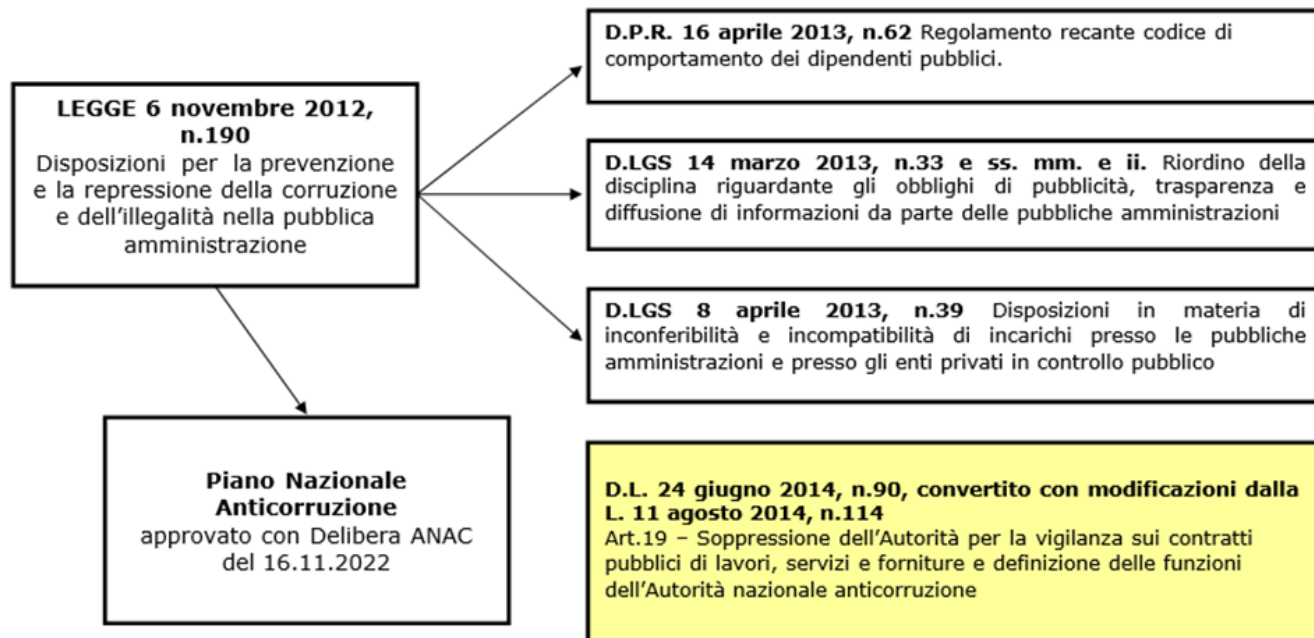 LEGGE 6 novembre 2012,
n.190
Disposizioni per la prevenzione
e la repressione della corruzione
e dell'illegalità nella pubblica
amministrazione
D.P.R. 16 aprile 2013, n.62 Regolamento recante codice di
comportamento dei dipendenti pubblici.
D.LGS 14 marzo 2013, n.33 e ss. mm. e ii. Riordino della
disciplina riguardante gli obblighi di pubblicità, trasparenza e
diffusione di informazioni da parte delle pubbliche amministrazioni
D.LGS 8 aprile 2013, n.39 Disposizioni in materia di
inconferibilità e incompatibilità di incarichi presso le pubbliche
amministrazioni e presso gli enti privati in controllo pubblico
Piano Nazionale
Anticorruzione
approvato con Delibera ANAC
del 16.11.2022
D.L. 24 giugno 2014, n.90, convertito con modificazioni dalla
L. 11 agosto 2014, n.114
Art.19 – Soppressione dell'Autorità per la vigilanza sui contratti
pubblici di lavori, servizi e forniture e definizione delle funzioni
dell'Autorità nazionale anticorruzione